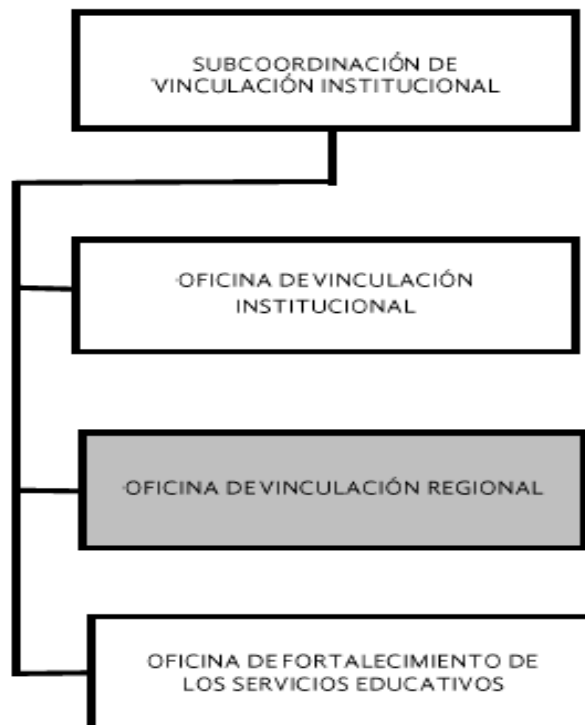 SUBCOORDINACIÓN DE
VINCULACIÓN INSTITUCIONAL
OFICINA DE VINCULACIÓN
INSTITUCIONAL
OFICINA DE VINCULACIÓN REGIONAL
OFICINA DE FORTALECIMIENTO DE
LOS SERVICIOS EDUCATIVOS